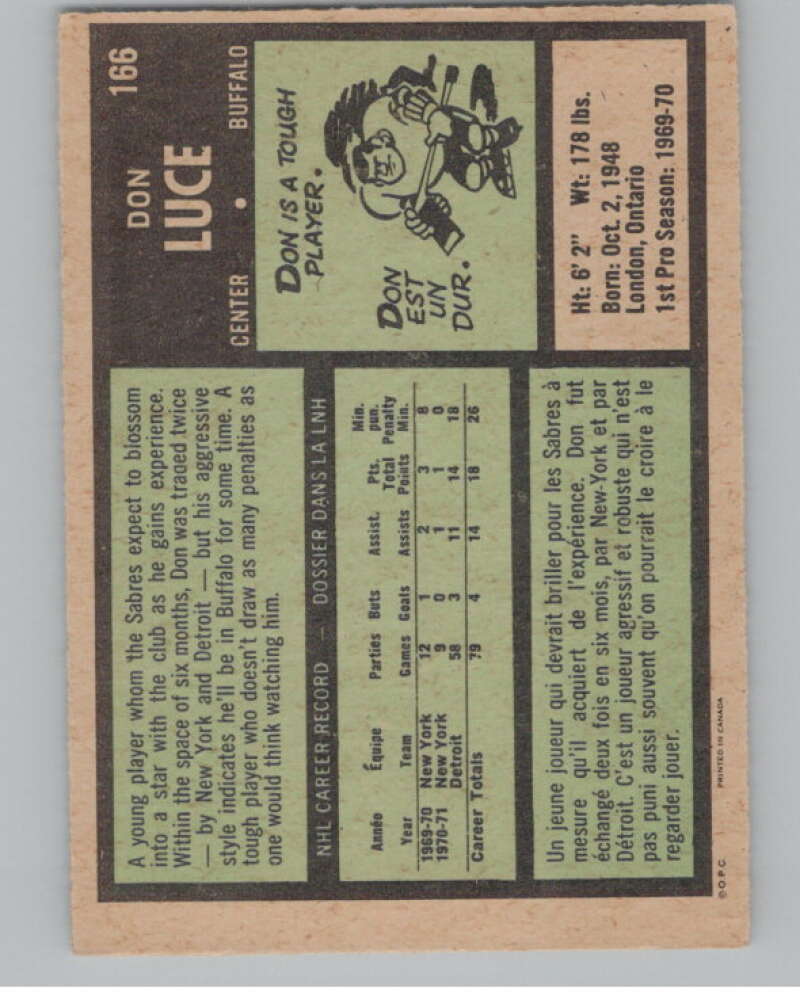 166
DON
LUCE
CENTER • BUFFALO
A young player whom the Sabres expect to blossom
into a star with the club as he gains experience.
Within the space of six months, Don was traded twice
— by New York and Detroit — but his aggressive
style indicates he'll be in Buffalo for some time. A
tough player who doesn't draw as many penalties as
one would think watching him.
DON IS A TOUGH
PLAYER.
DON
EST
UN
DUR.
NHL CAREER RECORD — DOSSIER DANS LA LNH
Année Équipe Parties Buts Assist. Pts. Total Min. pun. Penalty
Year Team Games Goals Assists Points Min.
1969-70 New York 12 1 2 3 8
1970-71 New York 9 0 1 1 0
Detroit 58 3 11 14 18
Career Totals 79 4 14 18 26
Ht: 6' 2" Wt: 178 lbs.
Born: Oct. 2, 1948
London, Ontario
1st Pro Season: 1969-70
Un jeune joueur qui devrait briller pour les Sabres à
mesure qu'il acquiert de l'expérience. Don fut
échangé deux fois en six mois, par New-York et par
Détroit. C'est un joueur agressif et robuste qui n'est
pas puni aussi souvent qu'on pourrait le croire à le
regarder jouer.
©O.P.C. PRINTED IN CANADA